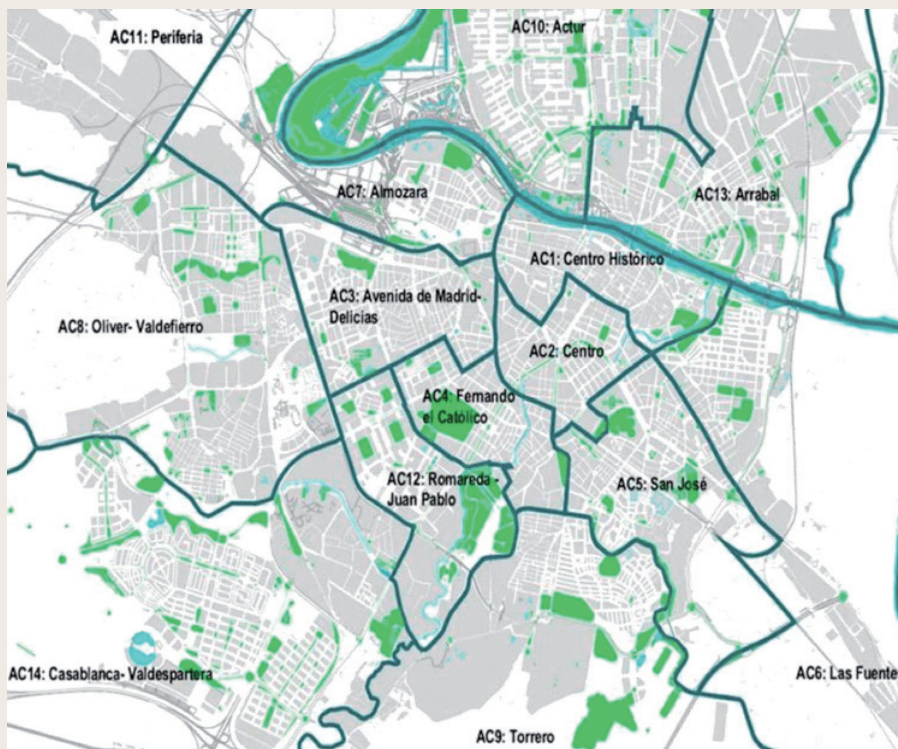 AC10: Actur
AC11: Periferia
AC7: Almozara
AC13: Arrabal
AC1: Centro Histórico
AC3: Avenida de Madrid-
Delicias
AC8: Oliver- Valdefierro
AC2: Centro
AC4: Fernando
el Católico
AC12: Romareda -
Juan Pablo
AC5: San José
AC14: Casablanca- Valdespartera
AC6: Las Fuente
AC9: Torrero